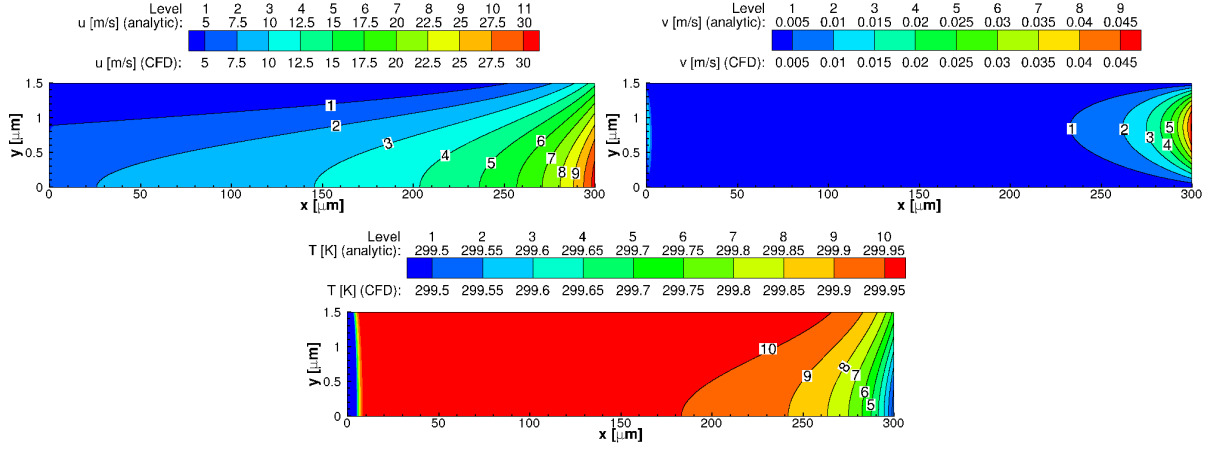 Level 1 2 3 4 5 6 7 8 9 10 11
u [m/s] (analytic): 5 7.5 10 12.5 15 17.5 20 22.5 25 27.5 30
u [m/s] (CFD): 5 7.5 10 12.5 15 17.5 20 22.5 25 27.5 30
1.5
1
0.5
0
y [μm]
1 2 3 4 5 6 7 8 9
0 50 100 150 200 250 300
x [μm]
Level 1 2 3 4 5 6 7 8 9
v [m/s] (analytic): 0.005 0.01 0.015 0.02 0.025 0.03 0.035 0.04 0.045
v [m/s] (CFD): 0.005 0.01 0.015 0.02 0.025 0.03 0.035 0.04 0.045
1.5
1
0.5
0
y [μm]
1 2 3 4 5
0 50 100 150 200 250 300
x [μm]
Level 1 2 3 4 5 6 7 8 9 10
T [K] (analytic): 299.5 299.55 299.6 299.65 299.7 299.75 299.8 299.85 299.9 299.95
T [K] (CFD): 299.5 299.55 299.6 299.65 299.7 299.75 299.8 299.85 299.9 299.95
1.5
1
0.5
0
y [μm]
10 9 8 7 6 5
0 50 100 150 200 250 300
x [μm]